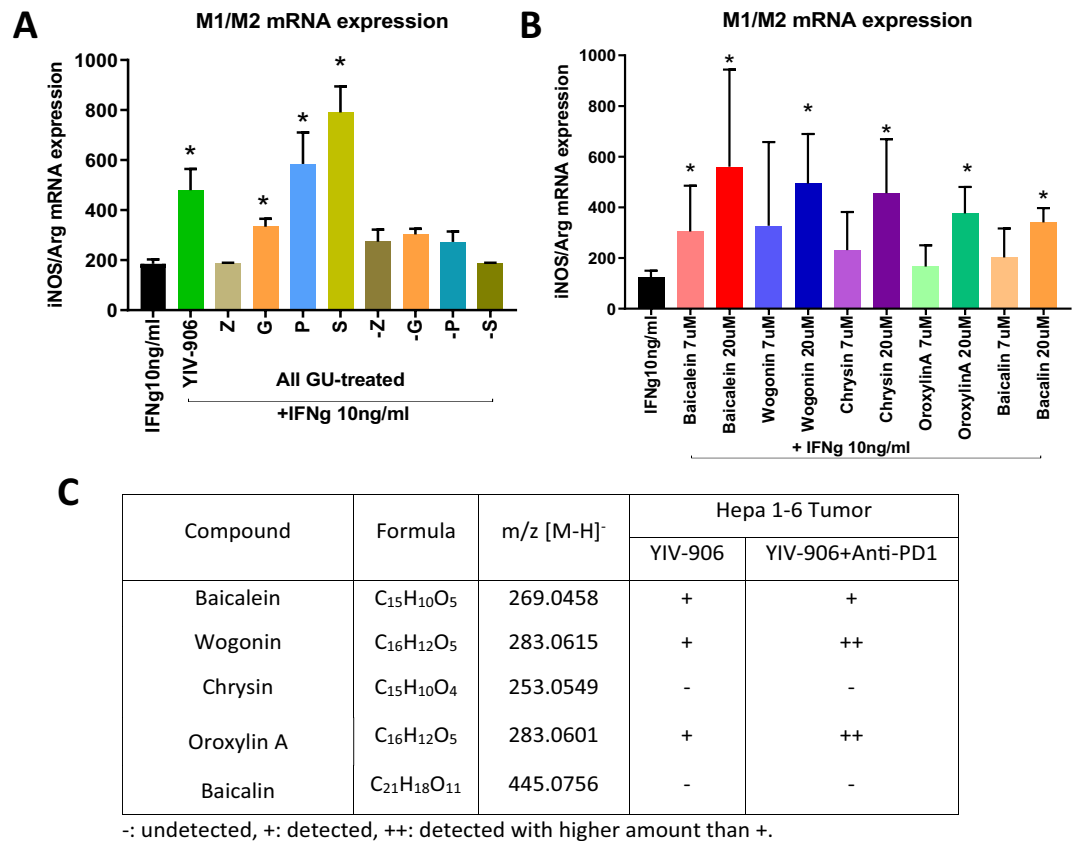 A
M1/M2 mRNA expression
iNOS/Arg mRNA expression
1000
800
600
400
200
0
*
*
*
*
IFNg10ng/ml
YIV-906
Z
G
P
S
-Z
-G
-P
-S
All GU-treated
+IFNg 10ng/ml
B
M1/M2 mRNA expression
iNOS/Arg mRNA expression
1000
800
600
400
200
0
*
*
*
*
*
*
IFNg10ng/ml
Baicalein 7uM
Baicalein 20uM
Wogonin 7uM
Wogonin 20uM
Chrysin 7uM
Chrysin 20uM
OroxylinA 7uM
OroxylinA 20uM
Baicalin 7uM
Bacalin 20uM
+ IFNg 10ng/ml
C
Compound Formula m/z [M-H]⁻ Hepa 1-6 Tumor
YIV-906 YIV-906+Anti-PD1
Baicalein C₁₅H₁₀O₅ 269.0458 + +
Wogonin C₁₆H₁₂O₅ 283.0615 + ++
Chrysin C₁₅H₁₀O₄ 253.0549 - -
Oroxylin A C₁₆H₁₂O₅ 283.0601 + ++
Baicalin C₂₁H₁₈O₁₁ 445.0756 - -
-: undetected, +: detected, ++: detected with higher amount than +.